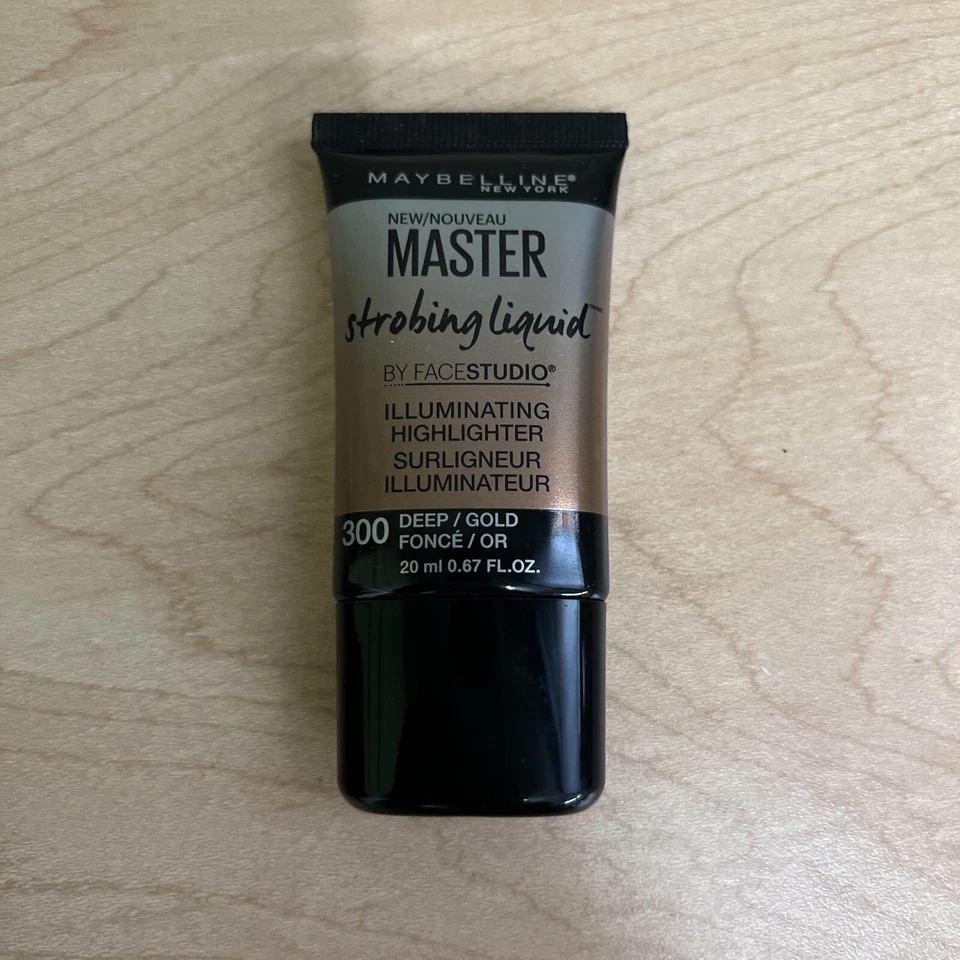 MAYBELLINE®
NEW YORK
NEW/NOUVEAU
MASTER
strobing liquid
BY FACESTUDIO®
ILLUMINATING
HIGHLIGHTER
SURLIGNEUR
ILLUMINATEUR
300 DEEP / GOLD
FONCÉ / OR
20 ml 0.67 FL.OZ.